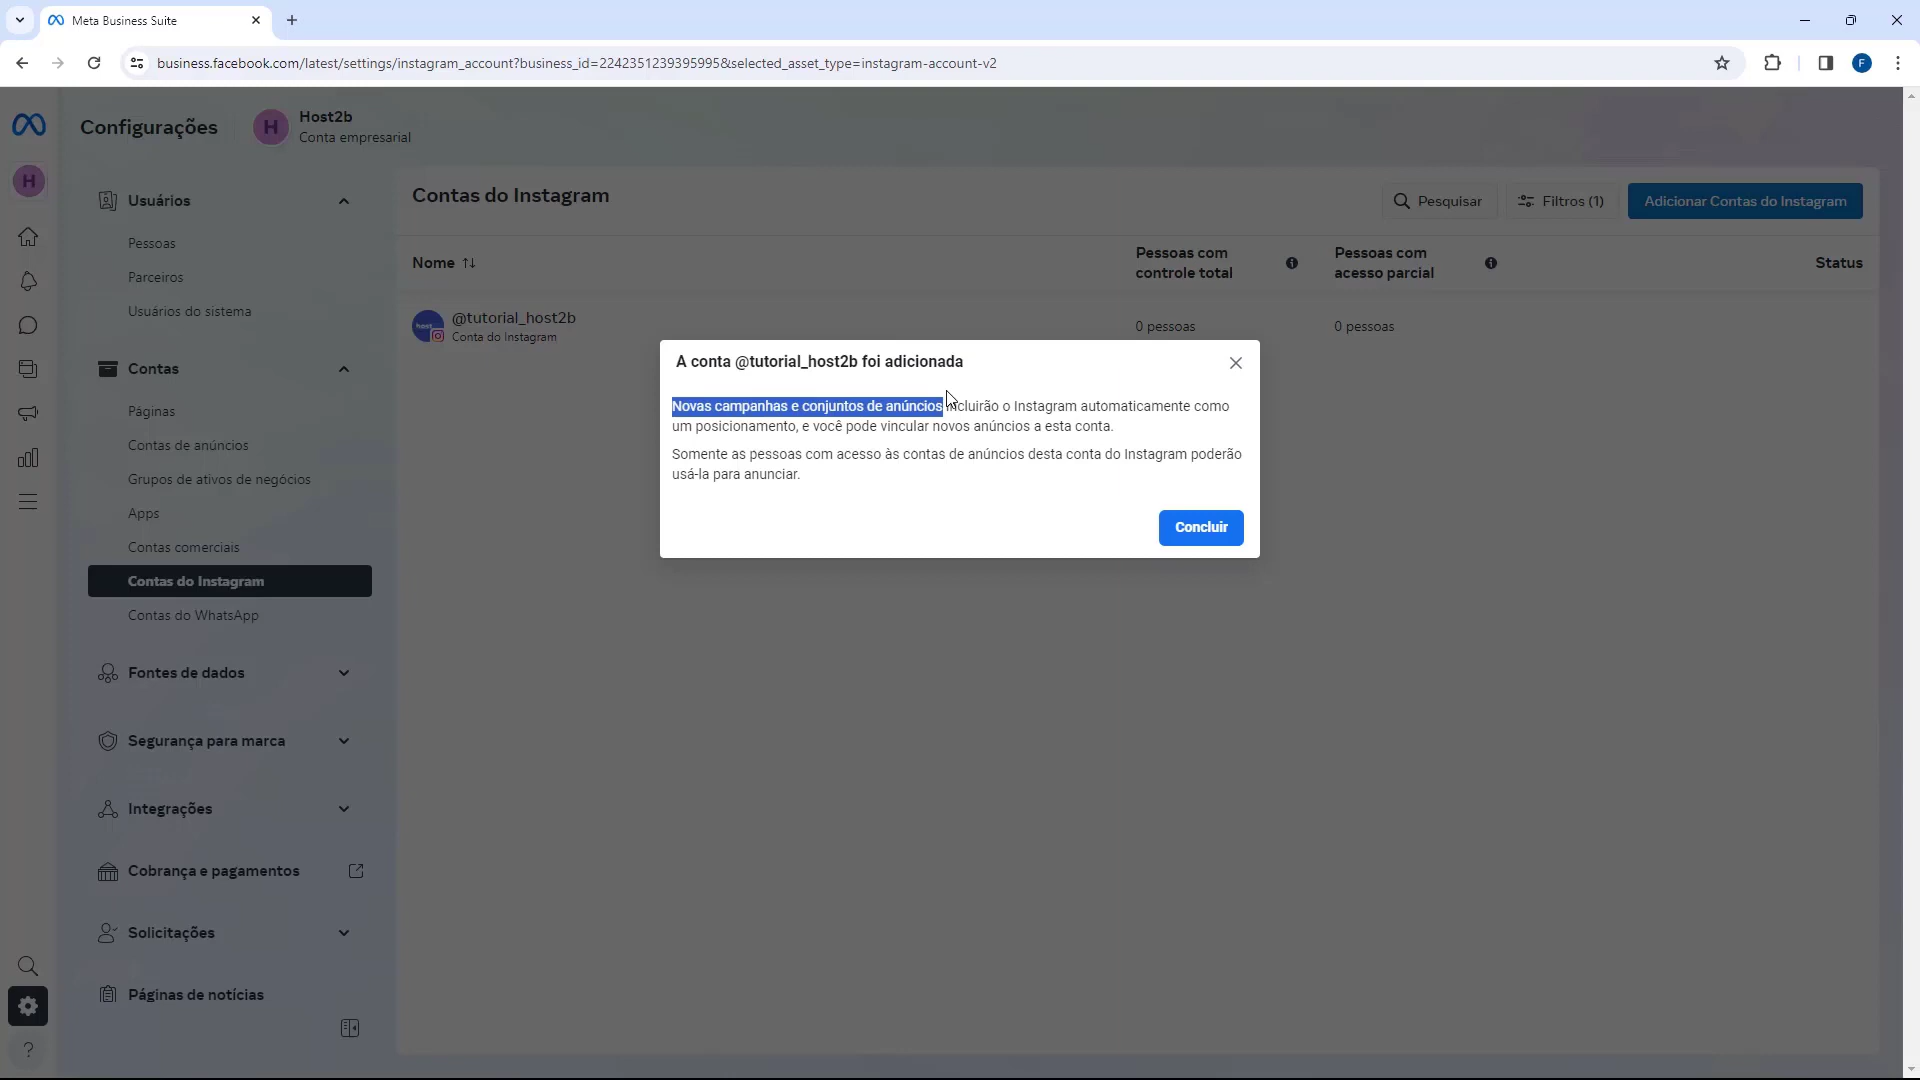 Meta Business Suite
business.facebook.com/latest/settings/instagram_account?business_id=2242351239395995&selected_asset_type=instagram-account-v2
F
Configurações
H
Host2b
Conta empresarial
H
Usuários
Pessoas
Parceiros
Usuários do sistema
Contas
Páginas
Contas de anúncios
Grupos de ativos de negócios
Apps
Contas comerciais
Contas do Instagram
Contas do WhatsApp
Fontes de dados
Segurança para marca
Integrações
Cobrança e pagamentos
Solicitações
Páginas de notícias
Contas do Instagram
Pesquisar
Filtros (1)
Adicionar Contas do Instagram
Nome
Pessoas com
controle total
Pessoas com
acesso parcial
Status
@tutorial_host2b
Conta do Instagram
0 pessoas
0 pessoas
A conta @tutorial_host2b foi adicionada
Novas campanhas e conjuntos de anúncios incluirão o Instagram automaticamente como
um posicionamento, e você pode vincular novos anúncios a esta conta.
Somente as pessoas com acesso às contas de anúncios desta conta do Instagram poderão
usá-la para anunciar.
Concluir